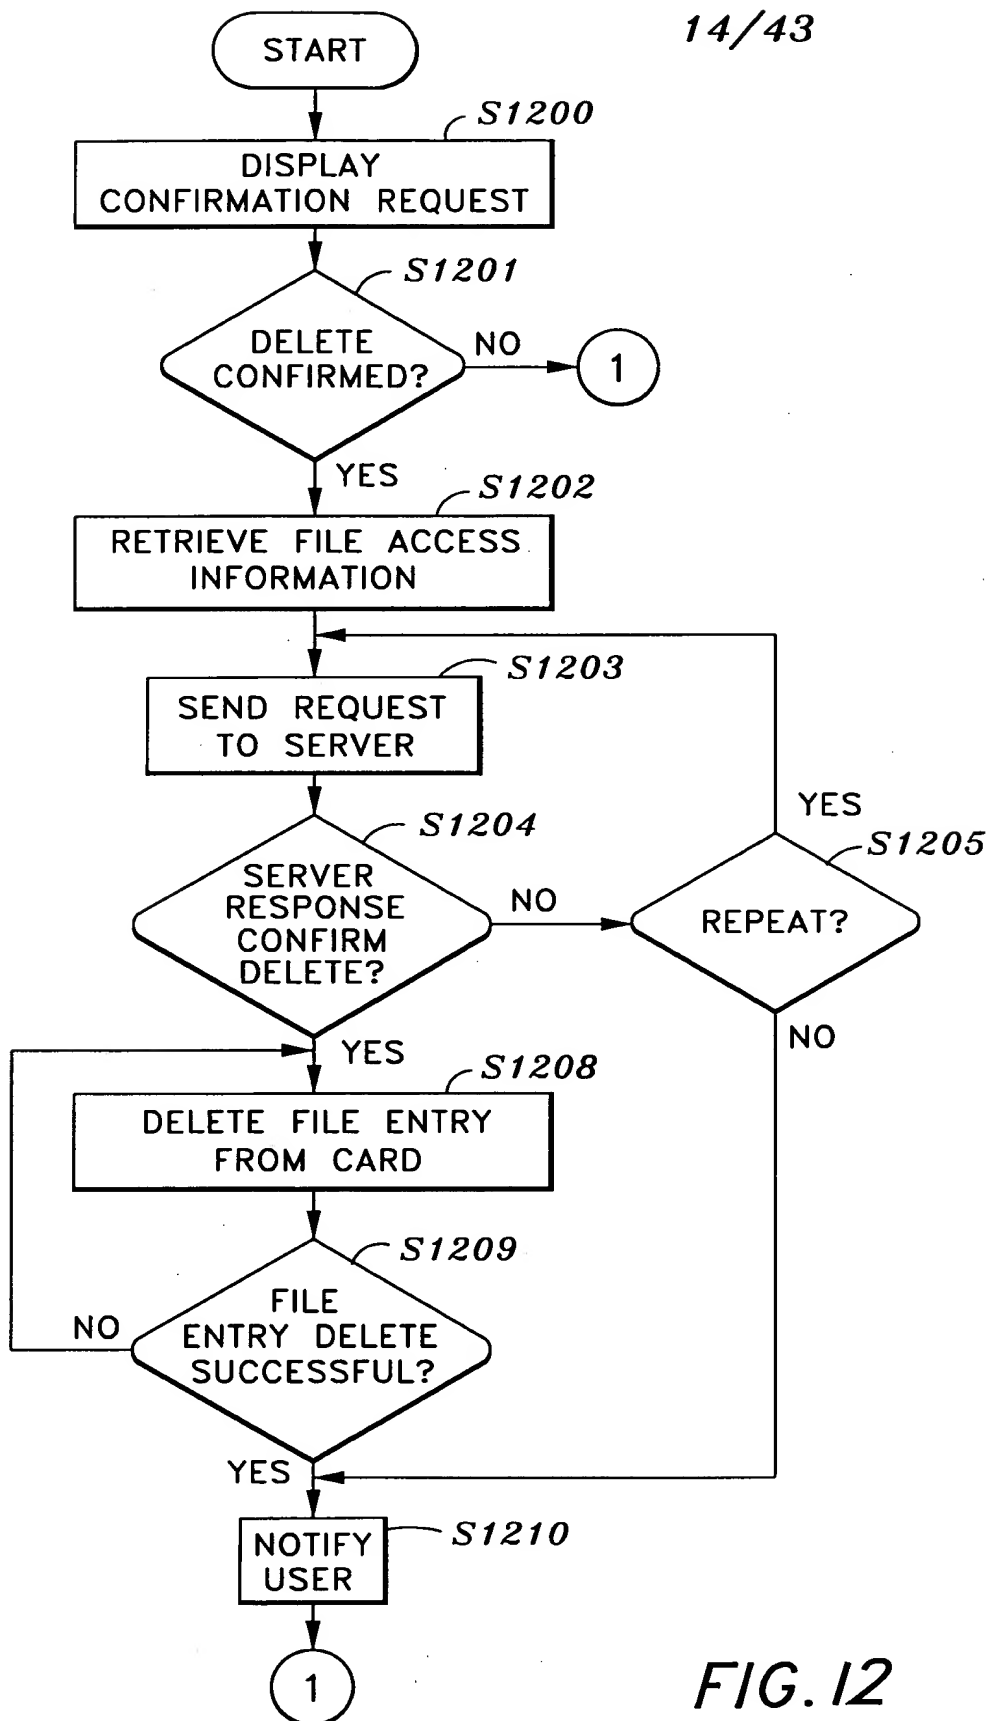 14/43
START
S1200
DISPLAY
CONFIRMATION REQUEST
S1201
DELETE
CONFIRMED?
NO
1
YES
S1202
RETRIEVE FILE ACCESS
INFORMATION
S1203
SEND REQUEST
TO SERVER
S1204
SERVER
RESPONSE
CONFIRM
DELETE?
NO
YES
S1205
REPEAT?
NO
YES
S1208
DELETE FILE ENTRY
FROM CARD
S1209
FILE
ENTRY DELETE
SUCCESSFUL?
NO
YES
S1210
NOTIFY
USER
1
FIG. 12